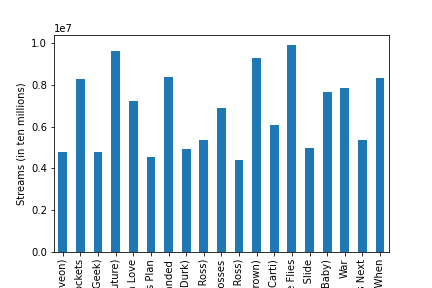 1e7
1.0
0.8
0.6
0.4
0.2
0.0
Streams (in ten millions)
veon)
ockets
Geek)
uture)
n Love
s Plan
nded
Durk)
Ross)
osses
Ross)
rown)
Carti)
e Flies
Slide
Baby)
War
s Next
When